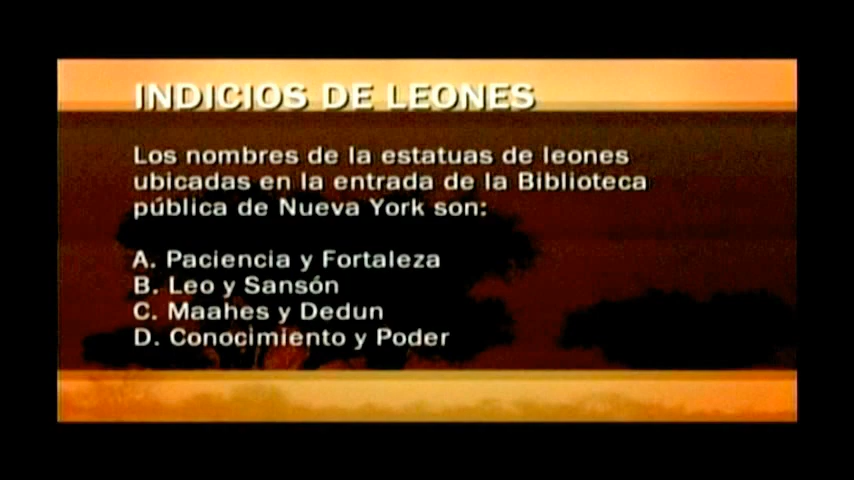 INDICIOS DE LEONES
Los nombres de la estatuas de leones
ubicadas en la entrada de la Biblioteca
pública de Nueva York son:
A. Paciencia y Fortaleza
B. Leo y Sansón
C. Maahes y Dedun
D. Conocimiento y Poder